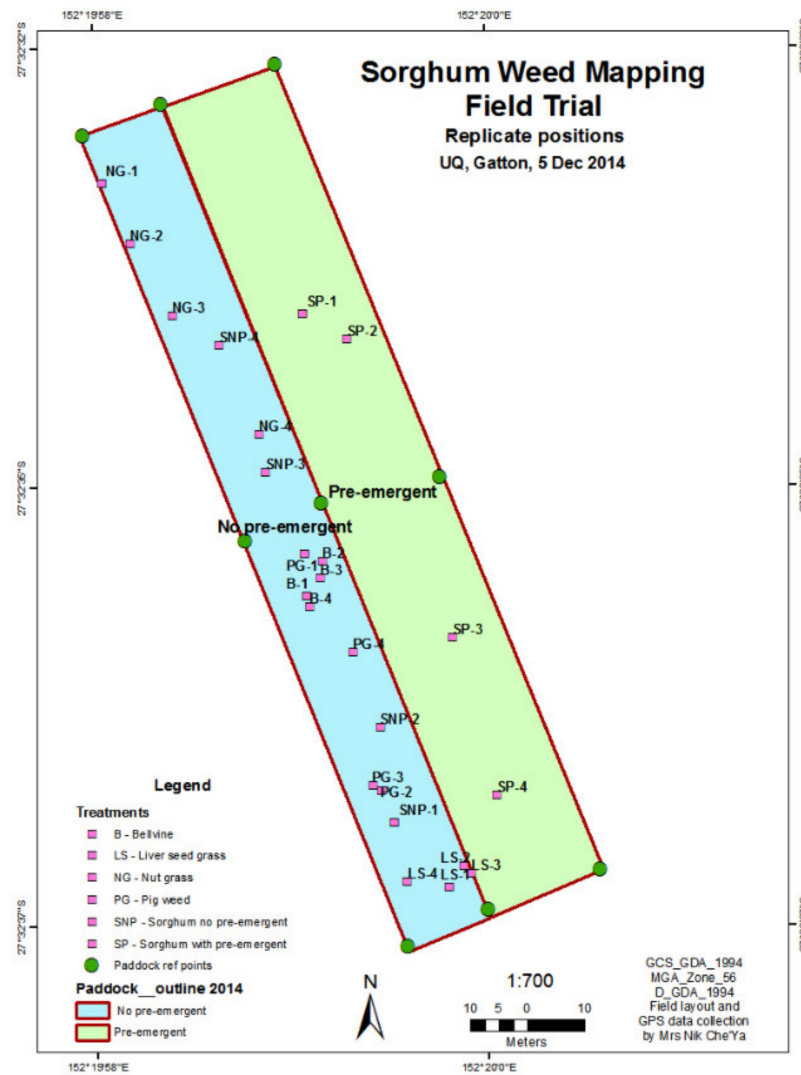 152°19'58"E
152°20'0"E
27°32'32"S
Sorghum Weed Mapping
Field Trial
Replicate positions
UQ, Gatton, 5 Dec 2014
NG-1
NG-2
NG-3
SP-1
SP-2
SNP-4
NG-4
SNP-3
27°32'35"S
Pre-emergent
No pre-emergent
B-2
PG-1
B-3
B-1
B-4
SP-3
PG-4
SNP-2
PG-3
PG-2
SP-4
SNP-1
LS-2
LS-3
LS-4
LS-1
27°32'37"S
Legend
Treatments
B - Bellvine
LS - Liver seed grass
NG - Nut grass
PG - Pig weed
SNP - Sorghum no pre-emergent
SP - Sorghum with pre-emergent
Paddock ref points
Paddock__outline 2014
No pre-emergent
Pre-emergent
N
1:700
10 5 0 10
Meters
GCS_GDA_1994
MGA_Zone_56
D_GDA_1994
Field layout and
GPS data collection
by Mrs Nik Che'Ya
152°19'58"E
152°20'0"E